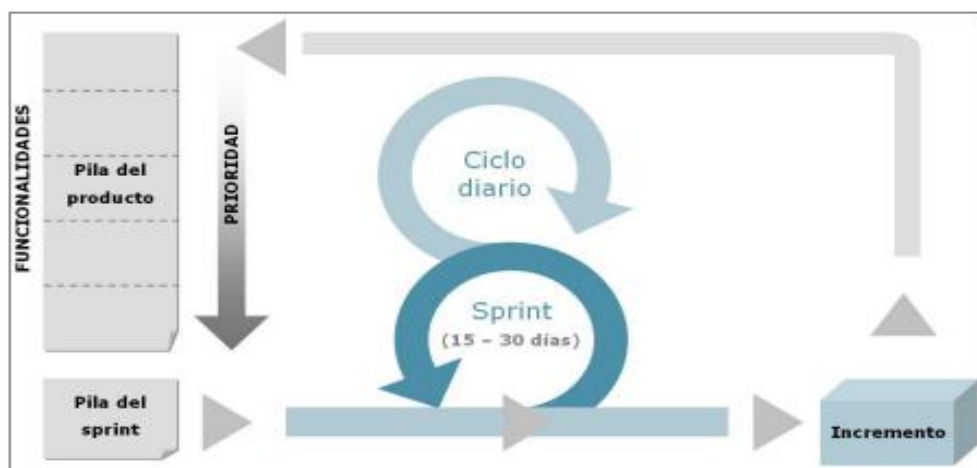 FUNCIONALIDADES
Pila del
producto
PRIORIDAD
Ciclo
diario
Sprint
(15 – 30 días)
Pila del
sprint
Incremento